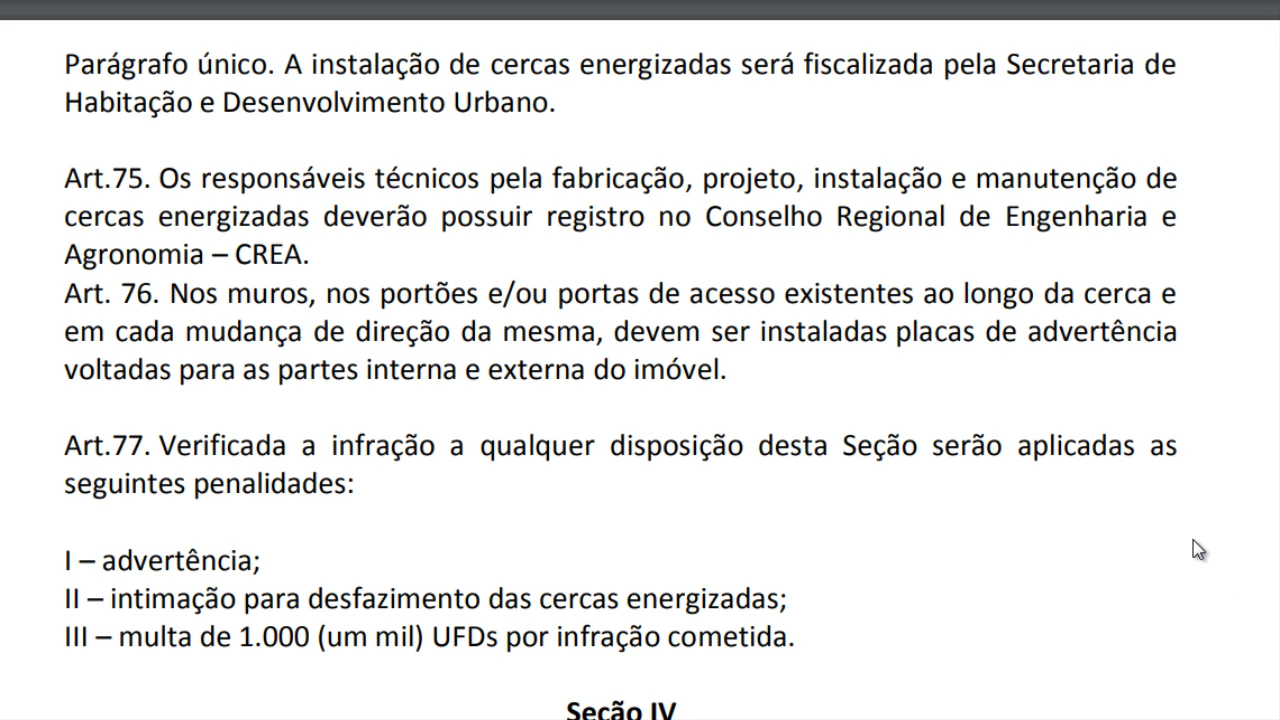 Parágrafo único. A instalação de cercas energizadas será fiscalizada pela Secretaria de
Habitação e Desenvolvimento Urbano.
Art.75. Os responsáveis técnicos pela fabricação, projeto, instalação e manutenção de
cercas energizadas deverão possuir registro no Conselho Regional de Engenharia e
Agronomia – CREA.
Art. 76. Nos muros, nos portões e/ou portas de acesso existentes ao longo da cerca e
em cada mudança de direção da mesma, devem ser instaladas placas de advertência
voltadas para as partes interna e externa do imóvel.
Art.77. Verificada a infração a qualquer disposição desta Seção serão aplicadas as
seguintes penalidades:
I – advertência;
II – intimação para desfazimento das cercas energizadas;
III – multa de 1.000 (um mil) UFDs por infração cometida.
Seção IV